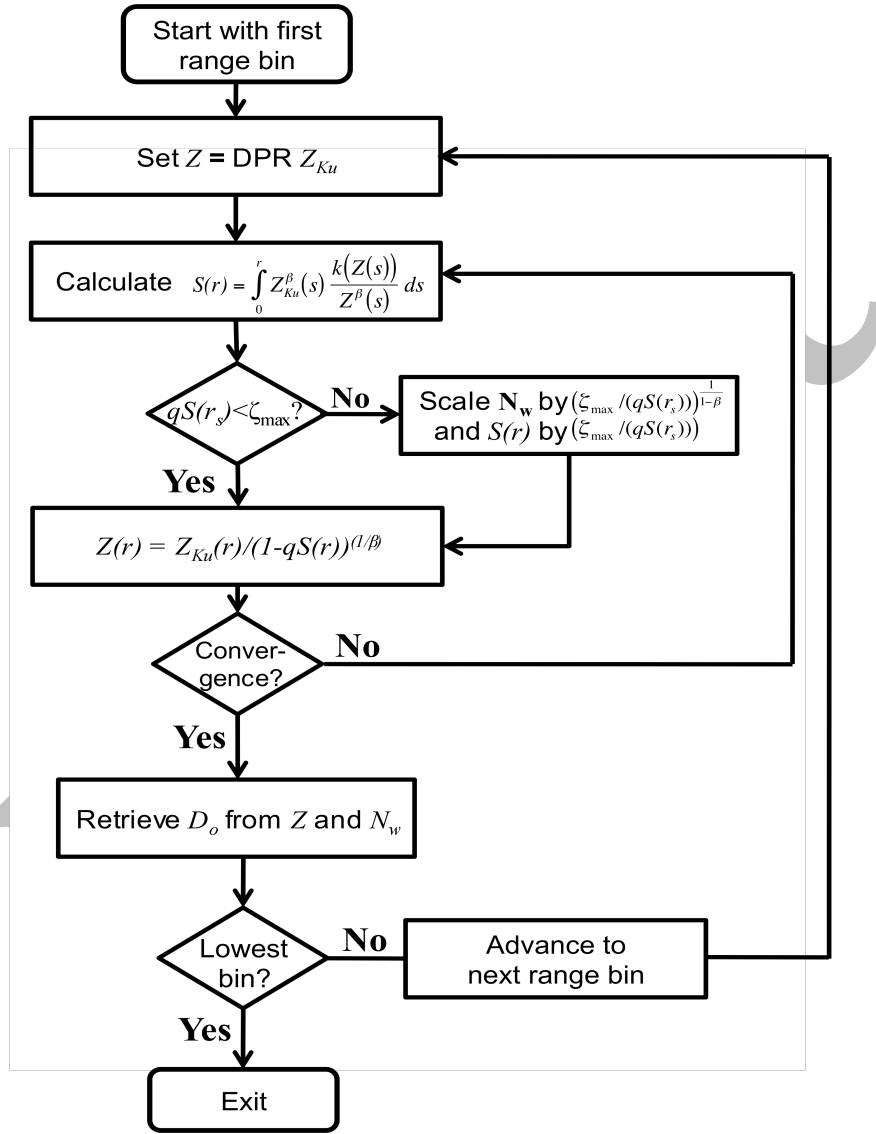 Start with first
range bin
Set Z = DPR Z_Ku
Calculate S(r) = ∫₀^r Z_Ku^β(s) k(Z(s))/Z^β(s) ds
qS(r_s)<ζ_max?
No
Scale N_w by (ζ_max /(qS(r_s)))^(1/(1−β))
and S(r) by (ζ_max /(qS(r_s)))
Yes
Z(r) = Z_Ku(r)/(1-qS(r))^(1/β)
Conver-
gence?
No
Yes
Retrieve D_o from Z and N_w
Lowest
bin?
No
Advance to
next range bin
Yes
Exit